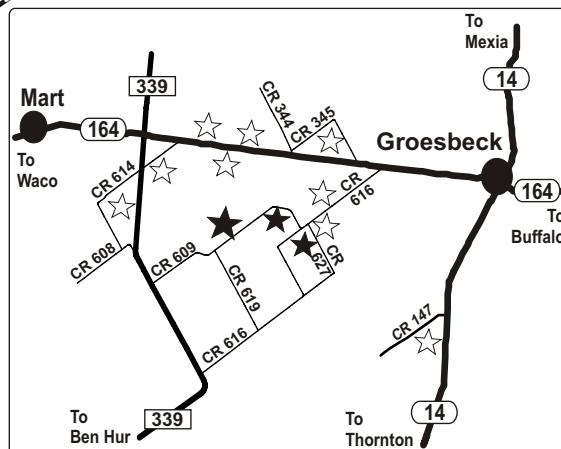 To
Mexia
14
339
Mart
164
To
Waco
CR 344
CR 345
Groesbeck
164
To
Buffalo
CR 614
CR
616
CR 608
CR 609
CR
627
CR 619
CR 616
CR 147
To
Ben Hur
339
To
Thornton
14